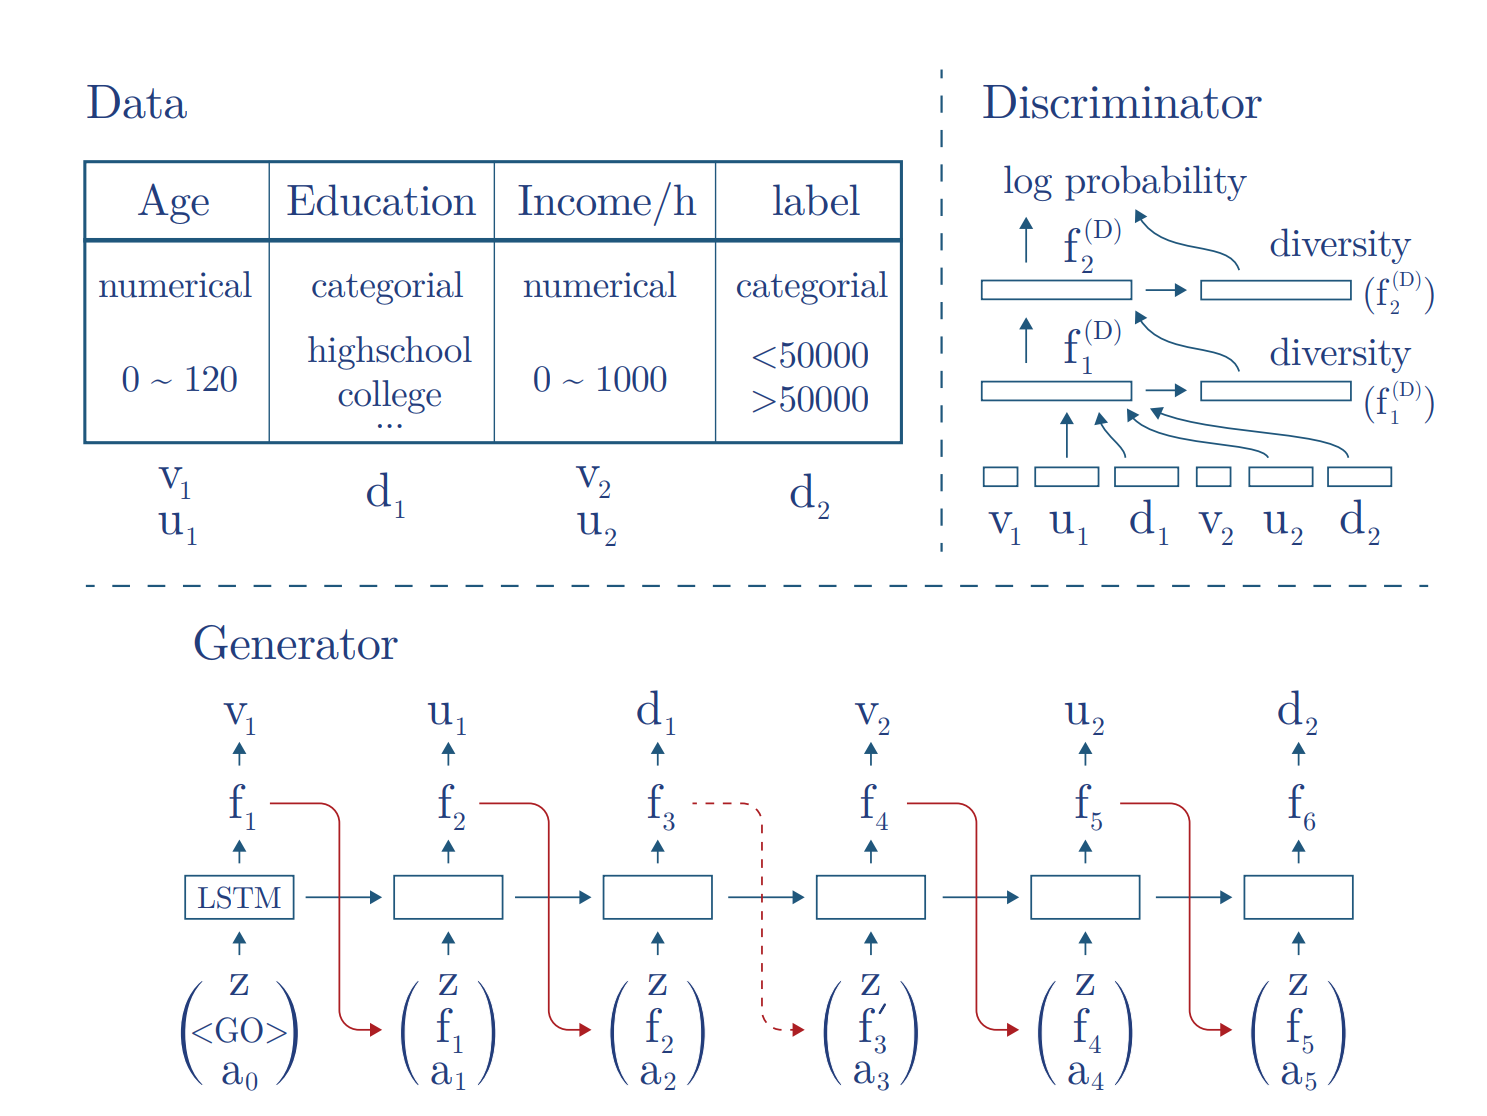 Data
Age Education Income/h label
numerical categorial numerical categorial
0 ~ 120 highschool 0 ~ 1000 <50000
college >50000
...
v1 d1 v2 d2
u1 u2
Discriminator
log probability
f2(D) diversity
(f2(D))
f1(D) diversity
(f1(D))
v1 u1 d1 v2 u2 d2
Generator
v1 u1 d1 v2 u2 d2
f1 f2 f3 f4 f5 f6
LSTM
z z z z z z
<GO> f1 f2 f3′ f4 f5
a0 a1 a2 a3 a4 a5